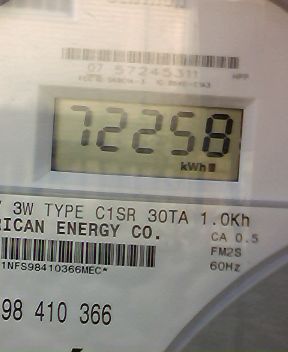 07 57245311
72258
kWh
3W TYPE C1SR 30TA 1.0Kh
RICAN ENERGY CO.
CA 0.5
FM2S
60Hz
1NFS98410366MEC*
98 410 366